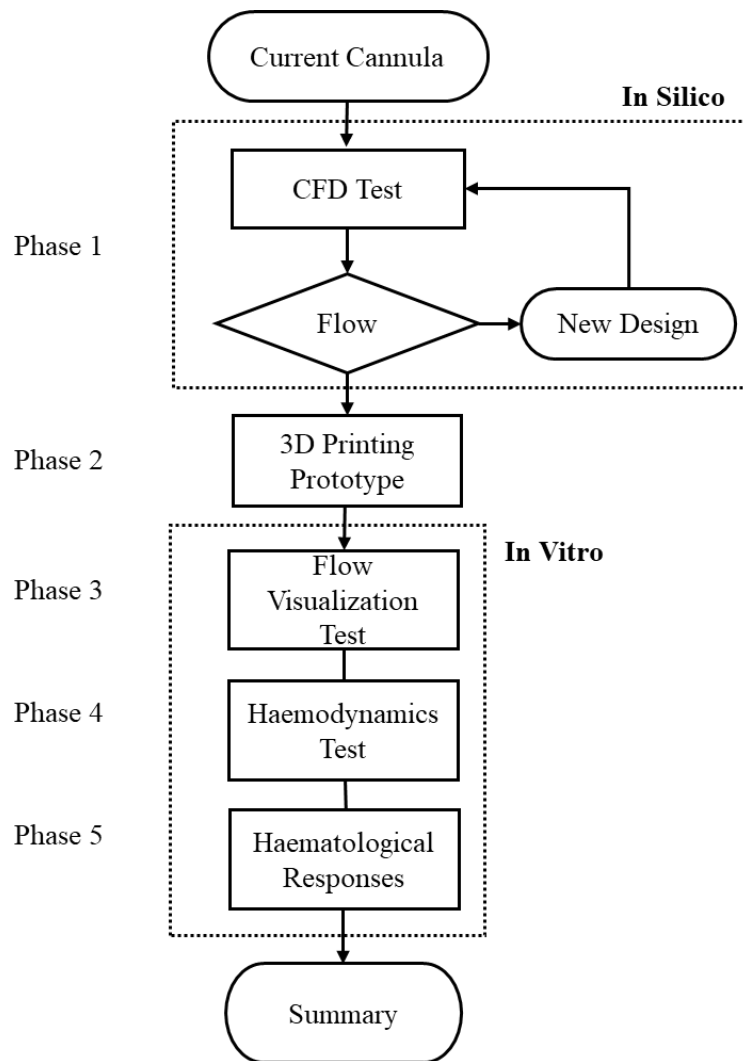 Current Cannula
In Silico
CFD Test
Phase 1
Flow
New Design
Phase 2
3D Printing
Prototype
In Vitro
Phase 3
Flow
Visualization
Test
Phase 4
Haemodynamics
Test
Phase 5
Haematological
Responses
Summary